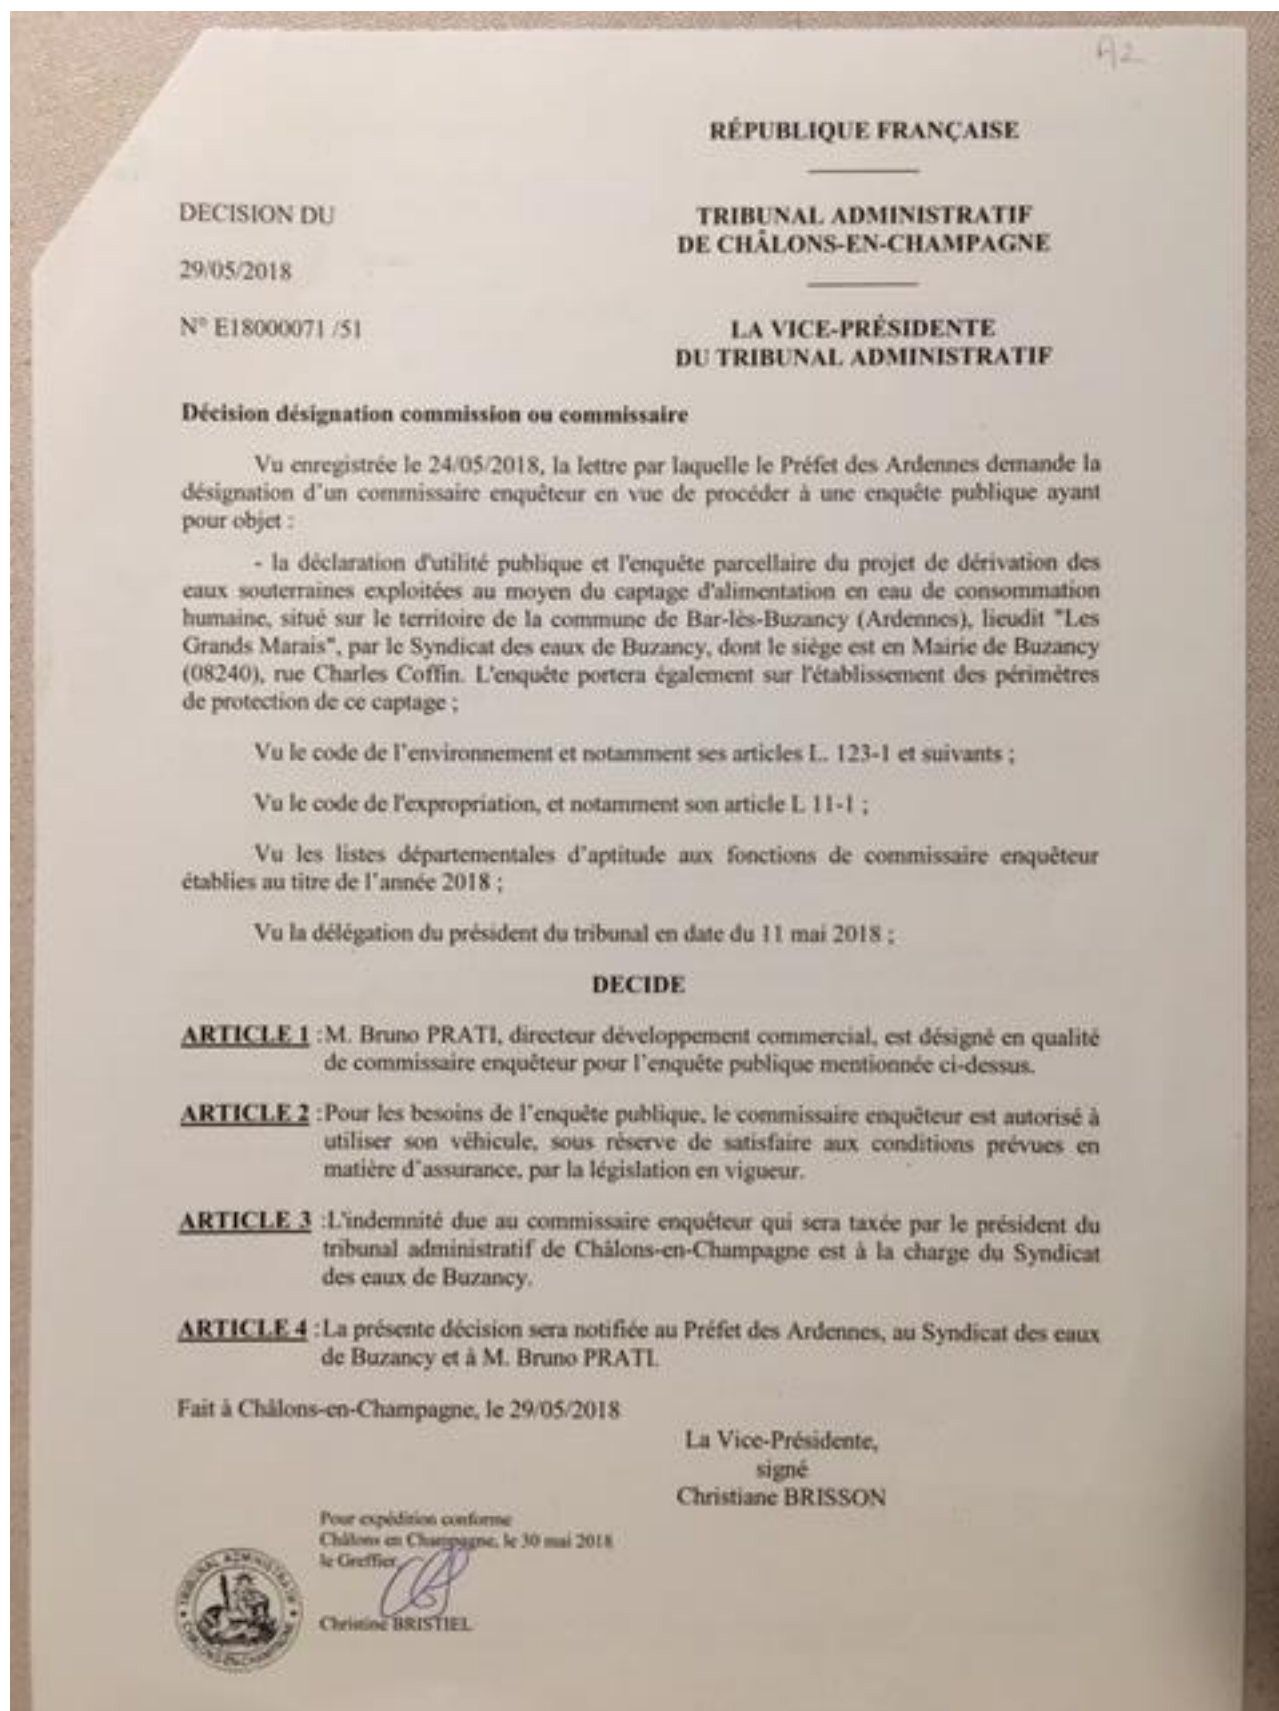 A2
RÉPUBLIQUE FRANÇAISE
DECISION DU
29/05/2018
N° E18000071 /51
TRIBUNAL ADMINISTRATIF
DE CHÂLONS-EN-CHAMPAGNE
LA VICE-PRÉSIDENTE
DU TRIBUNAL ADMINISTRATIF
Décision désignation commission ou commissaire
Vu enregistrée le 24/05/2018, la lettre par laquelle le Préfet des Ardennes demande la
désignation d'un commissaire enquêteur en vue de procéder à une enquête publique ayant
pour objet :
- la déclaration d'utilité publique et l'enquête parcellaire du projet de dérivation des
eaux souterraines exploitées au moyen du captage d'alimentation en eau de consommation
humaine, situé sur le territoire de la commune de Bar-lès-Buzancy (Ardennes), lieudit "Les
Grands Marais", par le Syndicat des eaux de Buzancy, dont le siège est en Mairie de Buzancy
(08240), rue Charles Coffin. L'enquête portera également sur l'établissement des périmètres
de protection de ce captage ;
Vu le code de l'environnement et notamment ses articles L. 123-1 et suivants ;
Vu le code de l'expropriation, et notamment son article L 11-1 ;
Vu les listes départementales d'aptitude aux fonctions de commissaire enquêteur
établies au titre de l'année 2018 ;
Vu la délégation du président du tribunal en date du 11 mai 2018 ;
DECIDE
ARTICLE 1 :M. Bruno PRATI, directeur développement commercial, est désigné en qualité
de commissaire enquêteur pour l'enquête publique mentionnée ci-dessus.
ARTICLE 2 :Pour les besoins de l'enquête publique, le commissaire enquêteur est autorisé à
utiliser son véhicule, sous réserve de satisfaire aux conditions prévues en
matière d'assurance, par la législation en vigueur.
ARTICLE 3 :L'indemnité due au commissaire enquêteur qui sera taxée par le président du
tribunal administratif de Châlons-en-Champagne est à la charge du Syndicat
des eaux de Buzancy.
ARTICLE 4 :La présente décision sera notifiée au Préfet des Ardennes, au Syndicat des eaux
de Buzancy et à M. Bruno PRATI.
Fait à Châlons-en-Champagne, le 29/05/2018
La Vice-Présidente,
signé
Christiane BRISSON
Pour expédition conforme
Châlons en Champagne, le 30 mai 2018
le Greffier,
Christine BRISTIEL
TRIBUNAL ADMINISTRATIF
CHÂLONS-EN-CHAMPAGNE